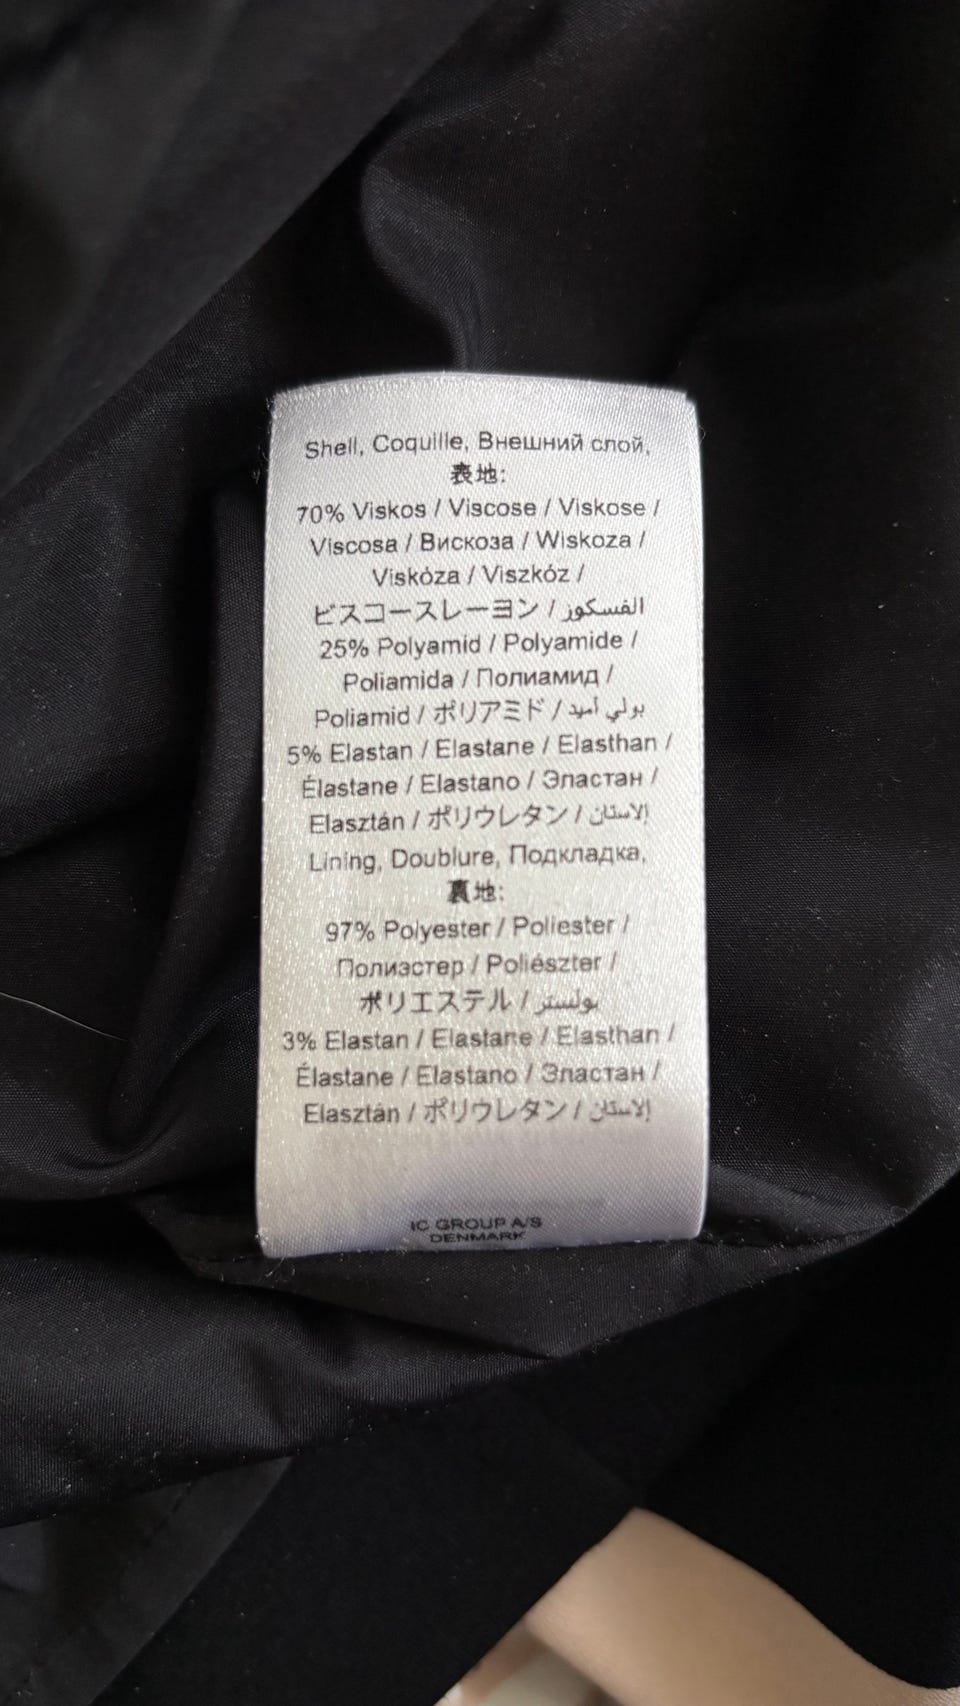 Shell, Coquille, Внешний слой,
表地:
70% Viskos / Viscose / Viskose /
Viscosa / Вискоза / Wiskoza /
Viskóza / Viszkóz /
ビスコースレーヨン / الفسكوز
25% Polyamid / Polyamide /
Poliamida / Полиамид /
Poliamid / ポリアミド / بولي أميد
5% Elastan / Elastane / Elasthan /
Élastane / Elastano / Эластан /
Elasztán / ポリウレタン / الاستان
Lining, Doublure, Подкладка,
裏地:
97% Polyester / Poliester /
Полиэстер / Poliészter /
ポリエステル / بولستر
3% Elastan / Elastane / Elasthan /
Élastane / Elastano / Эластан /
Elasztán / ポリウレタン / الاستان
IC GROUP A/S
DENMARK